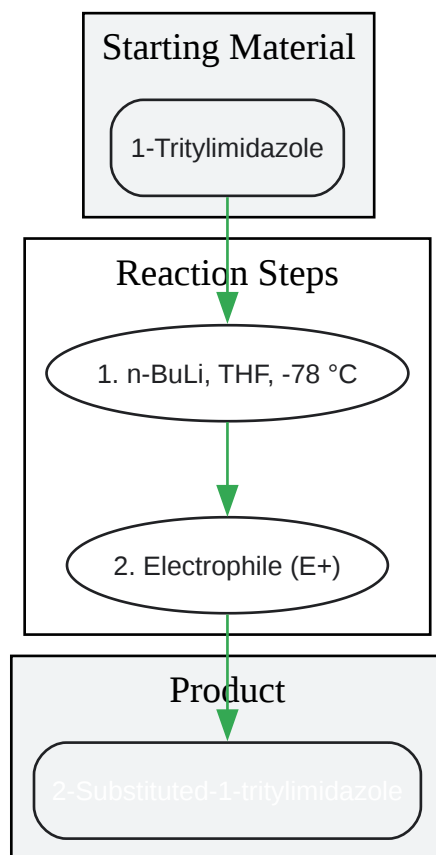 Starting Material
1-Tritylimidazole
Reaction Steps
1. n-BuLi, THF, -78 °C
2. Electrophile (E+)
Product
2-Substituted-1-tritylimidazole